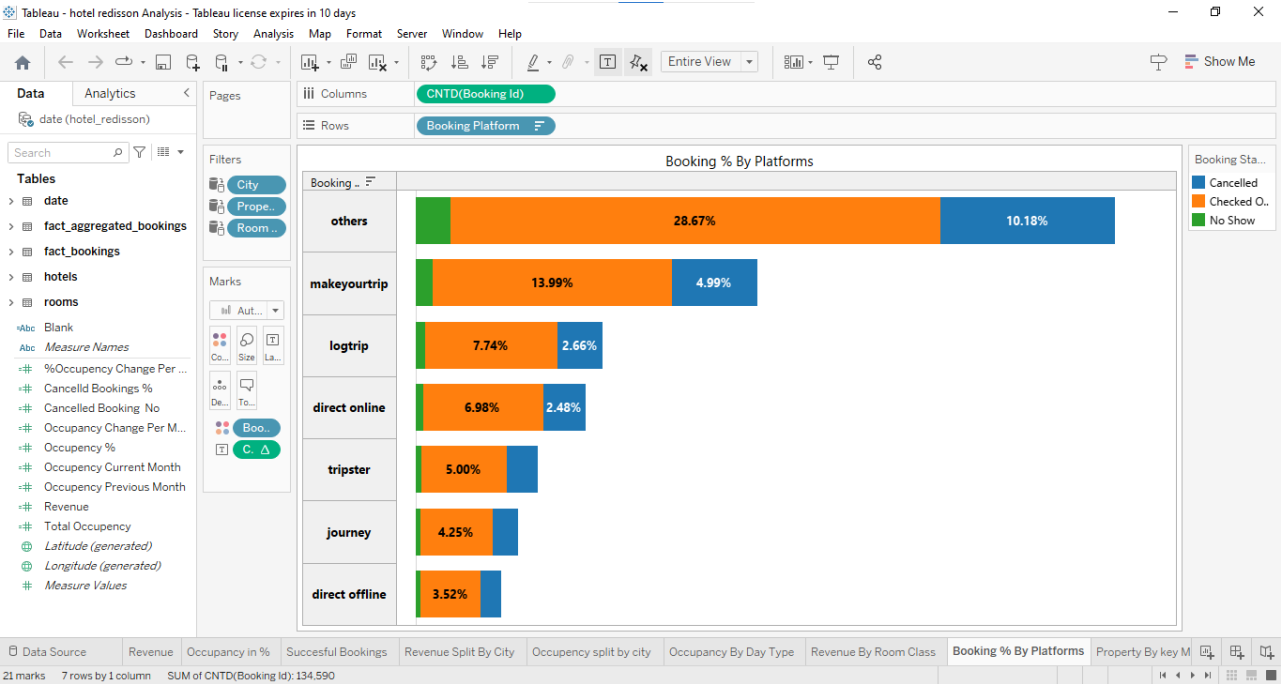 Tableau - hotel redisson Analysis - Tableau license expires in 10 days
File Data Worksheet Dashboard Story Analysis Map Format Server Window Help
Entire View
Show Me
Data Analytics
date (hotel_redisson)
Search
Tables
date
fact_aggregated_bookings
fact_bookings
hotels
rooms
Abc Blank
Abc Measure Names
%Occupency Change Per ...
Cancelld Bookings %
Cancelled Booking No
Occupancy Change Per M...
Occupency %
Occupency Current Month
Occupency Previous Month
Revenue
Total Occupency
Latitude (generated)
Longitude (generated)
Measure Values
Pages
Filters
City
Prope..
Room ..
Marks
Aut...
Co... Size La...
De... To...
Boo..
C. Δ
Columns CNTD(Booking Id)
Rows Booking Platform
Booking % By Platforms
Booking ..
others 28.67% 10.18%
makeyourtrip 13.99% 4.99%
logtrip 7.74% 2.66%
direct online 6.98% 2.48%
tripster 5.00%
journey 4.25%
direct offline 3.52%
Booking Sta...
Cancelled
Checked O..
No Show
Data Source Revenue Occupancy in % Succesful Bookings Revenue Split By City Occupency split by city Occupancy By Day Type Revenue By Room Class Booking % By Platforms Property By key M
21 marks 7 rows by 1 column SUM of CNTD(Booking Id): 134,590